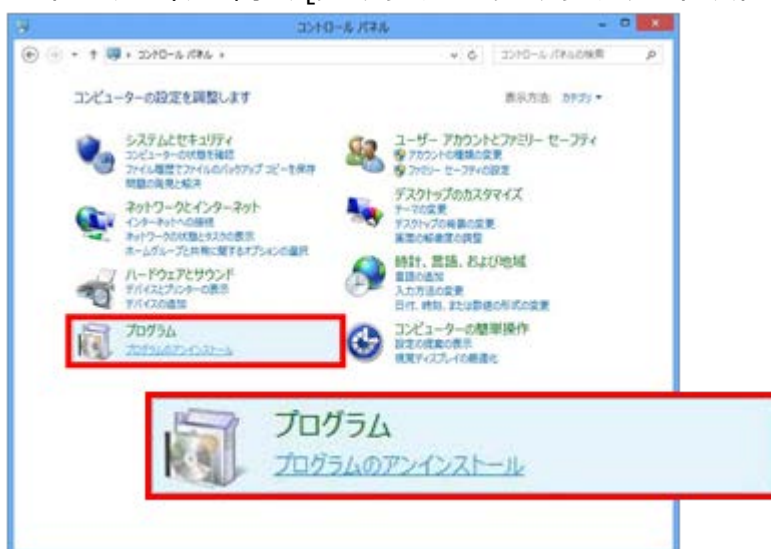 コントロール パネル
コントロール パネル
コントロール パネルの検索
コンピューターの設定を調整します
表示方法: カテゴリ
システムとセキュリティ
コンピューターの状態を確認
ファイル履歴でファイルのバックアップ コピーを保存
問題の発見と解決
ネットワークとインターネット
インターネットへの接続
ネットワークの状態とタスクの表示
ホームグループと共有に関するオプションの選択
ハードウェアとサウンド
デバイスとプリンターの表示
デバイスの追加
プログラム
プログラムのアンインストール
ユーザー アカウントとファミリー セーフティ
アカウントの種類の変更
ファミリー セーフティの設定
デスクトップのカスタマイズ
テーマの変更
デスクトップの背景の変更
画面の解像度の調整
時計、言語、および地域
言語の追加
入力方法の変更
日付、時刻、または数値の形式の変更
コンピューターの簡単操作
設定の提案の表示
視覚ディスプレイの最適化
プログラム
プログラムのアンインストール